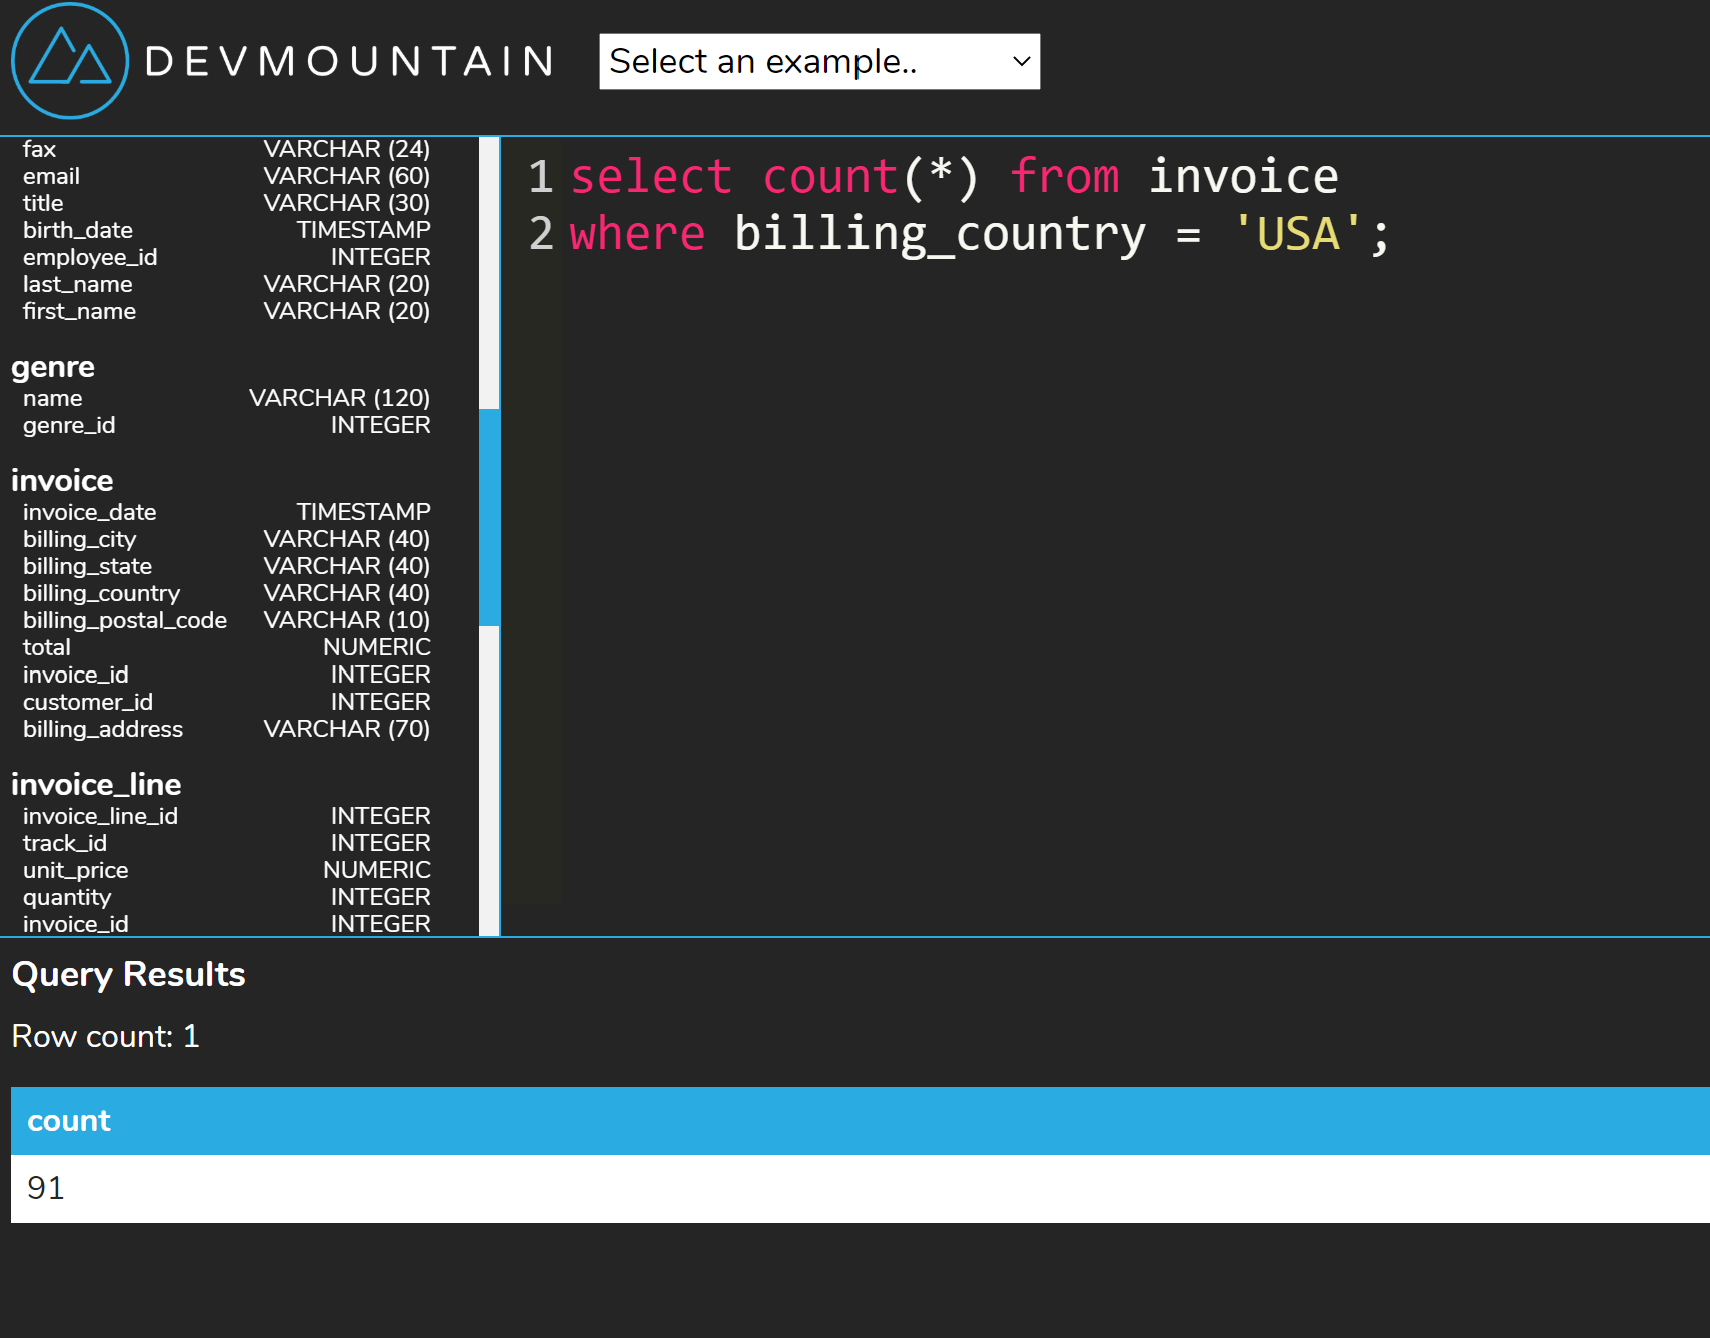 DEVMOUNTAIN
Select an example..
fax VARCHAR (24)
email VARCHAR (60)
title VARCHAR (30)
birth_date TIMESTAMP
employee_id INTEGER
last_name VARCHAR (20)
first_name VARCHAR (20)
genre
name VARCHAR (120)
genre_id INTEGER
invoice
invoice_date TIMESTAMP
billing_city VARCHAR (40)
billing_state VARCHAR (40)
billing_country VARCHAR (40)
billing_postal_code VARCHAR (10)
total NUMERIC
invoice_id INTEGER
customer_id INTEGER
billing_address VARCHAR (70)
invoice_line
invoice_line_id INTEGER
track_id INTEGER
unit_price NUMERIC
quantity INTEGER
invoice_id INTEGER
1 select count(*) from invoice
2 where billing_country = 'USA';
Query Results
Row count: 1
count
91